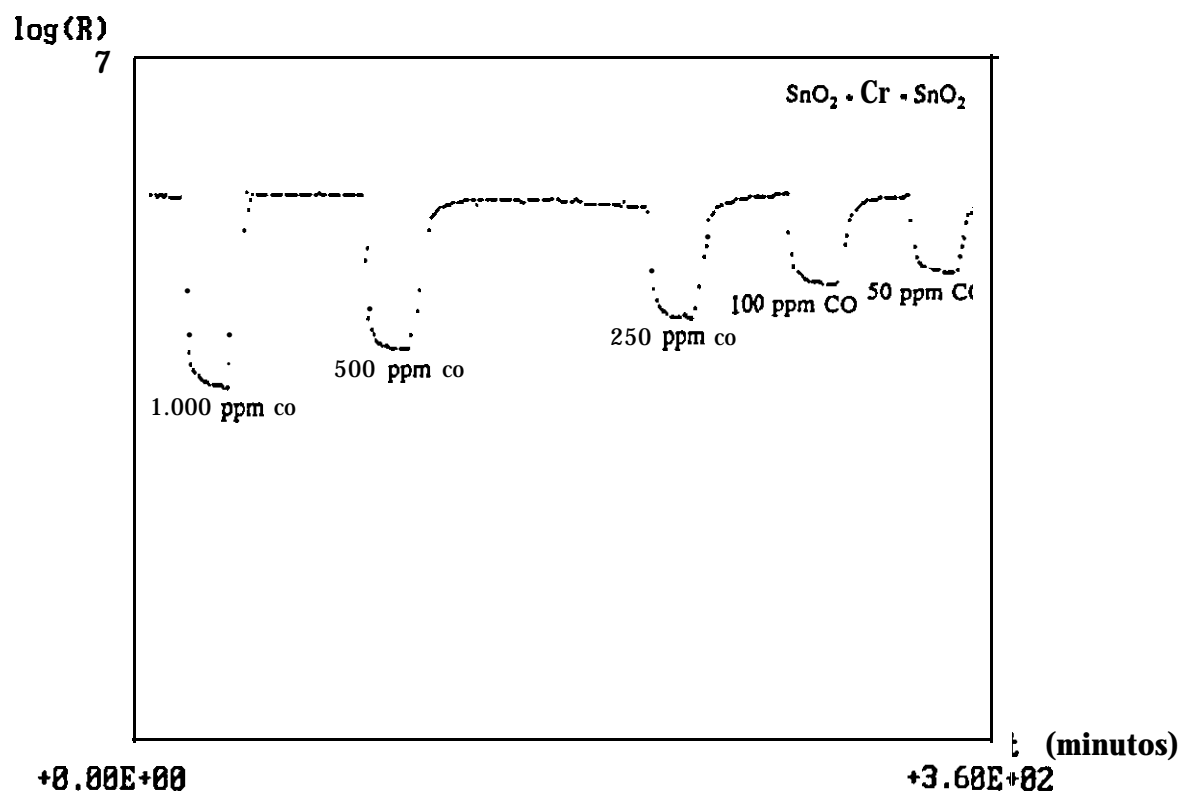 log(R)
7
SnO₂ - Cr - SnO₂
50 ppm C
100 ppm CO
250 ppm co
500 ppm co
1.000 ppm co
t (minutos)
+0.00E+00
+3.60E+02